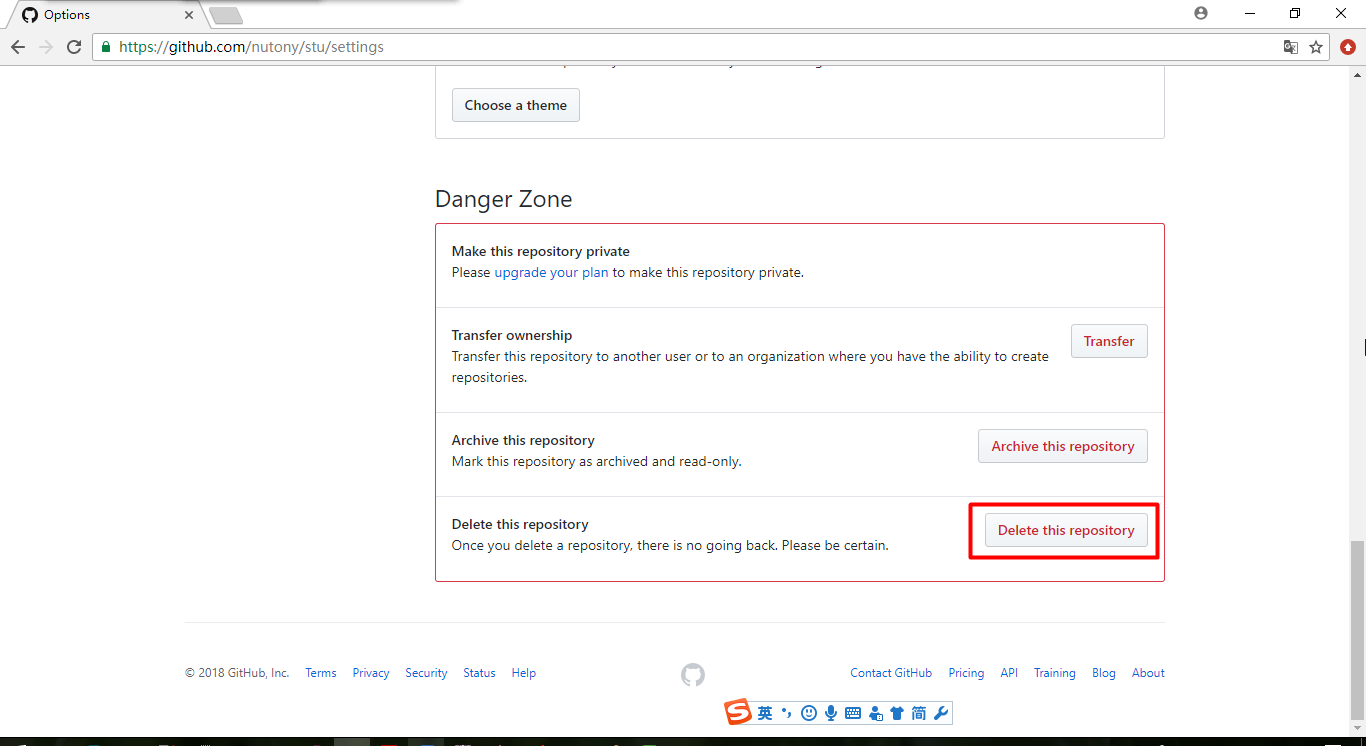 Options
https://github.com/nutony/stu/settings
Choose a theme
Danger Zone
Make this repository private
Please upgrade your plan to make this repository private.
Transfer ownership
Transfer
Transfer this repository to another user or to an organization where you have the ability to create
repositories.
Archive this repository
Archive this repository
Mark this repository as archived and read-only.
Delete this repository
Delete this repository
Once you delete a repository, there is no going back. Please be certain.
© 2018 GitHub, Inc. Terms Privacy Security Status Help Contact GitHub Pricing API Training Blog About
S 英 简